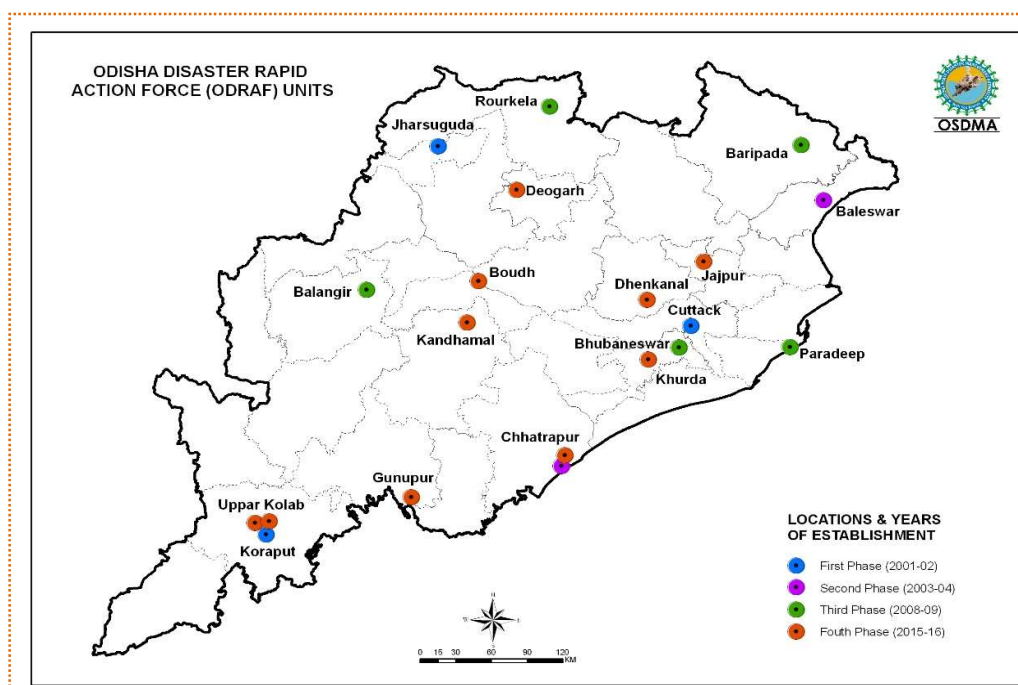 ODISHA DISASTER RAPID
ACTION FORCE (ODRAF) UNITS
OSDMA
Rourkela
Jharsuguda
Baripada
Deogarh
Baleswar
Jajpur
Boudh
Dhenkanal
Balangir
Cuttack
Kandhamal
Bhubaneswar
Paradeep
Khurda
Chhatrapur
Gunupur
Uppar Kolab
Koraput
LOCATIONS & YEARS
OF ESTABLISHMENT
First Phase (2001-02)
Second Phase (2003-04)
Third Phase (2008-09)
Fouth Phase (2015-16)
0 15 30 60 90 120
KM